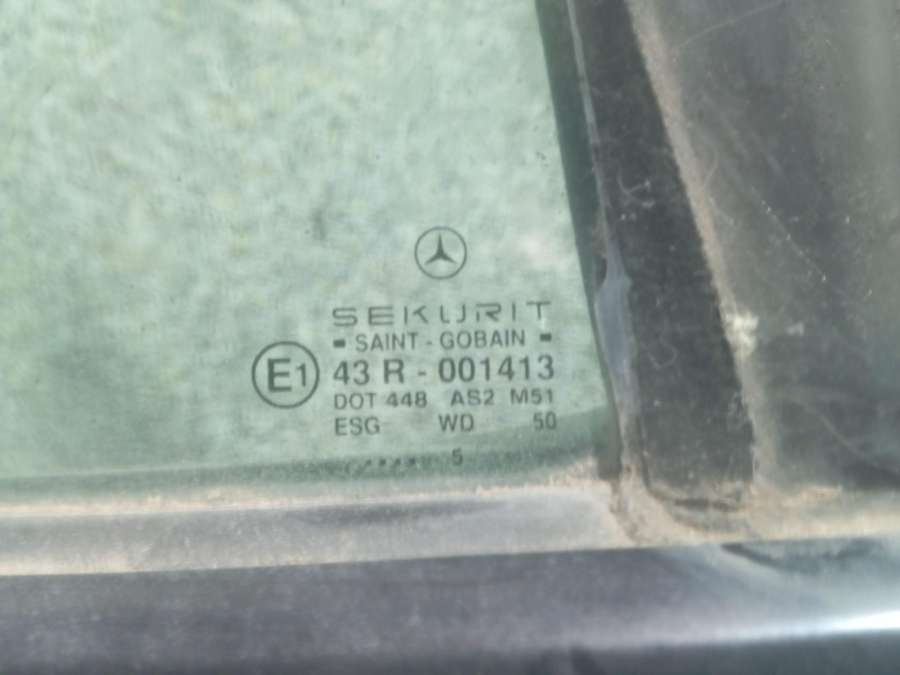 SEKURIT
SAINT - GOBAIN
E1 43 R - 001413
DOT 448 AS2 M51
ESG WD 50
5